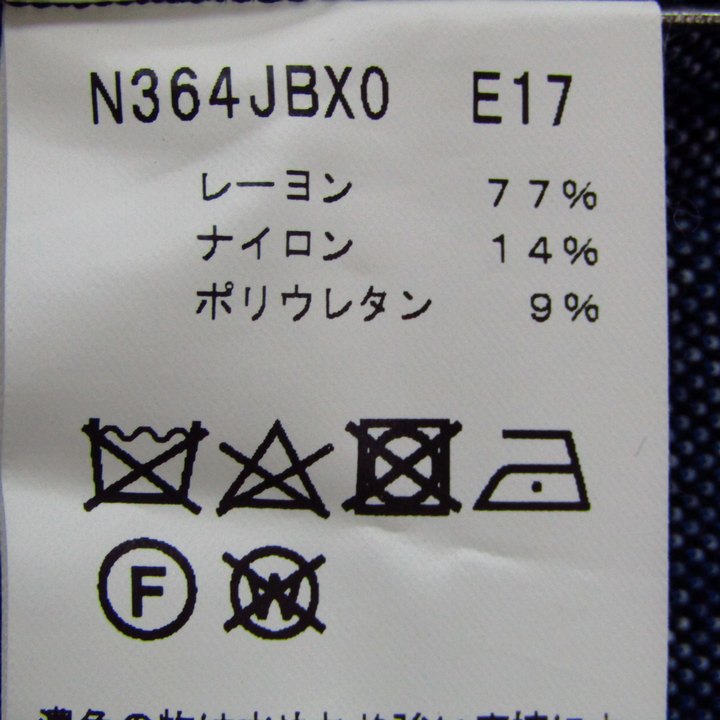 N364JBX0 E17
レーヨン 77%
ナイロン 14%
ポリウレタン 9%
F W